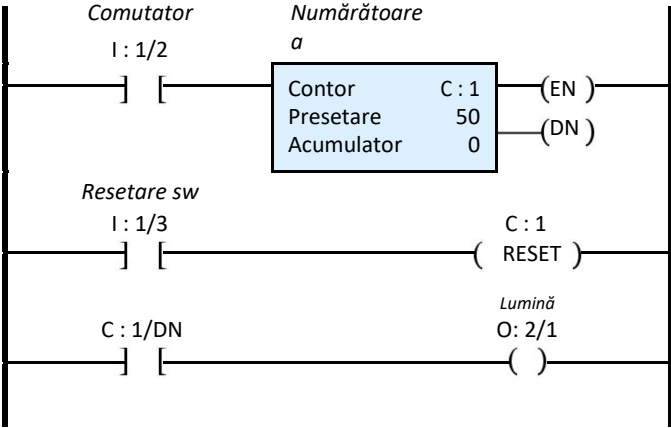 Comutator
Numărătoare
a
I : 1/2
Contor C : 1
Presetare 50
Acumulator 0
(EN )
(DN )
Resetare sw
I : 1/3
C : 1
( RESET )
Lumină
C : 1/DN
O: 2/1